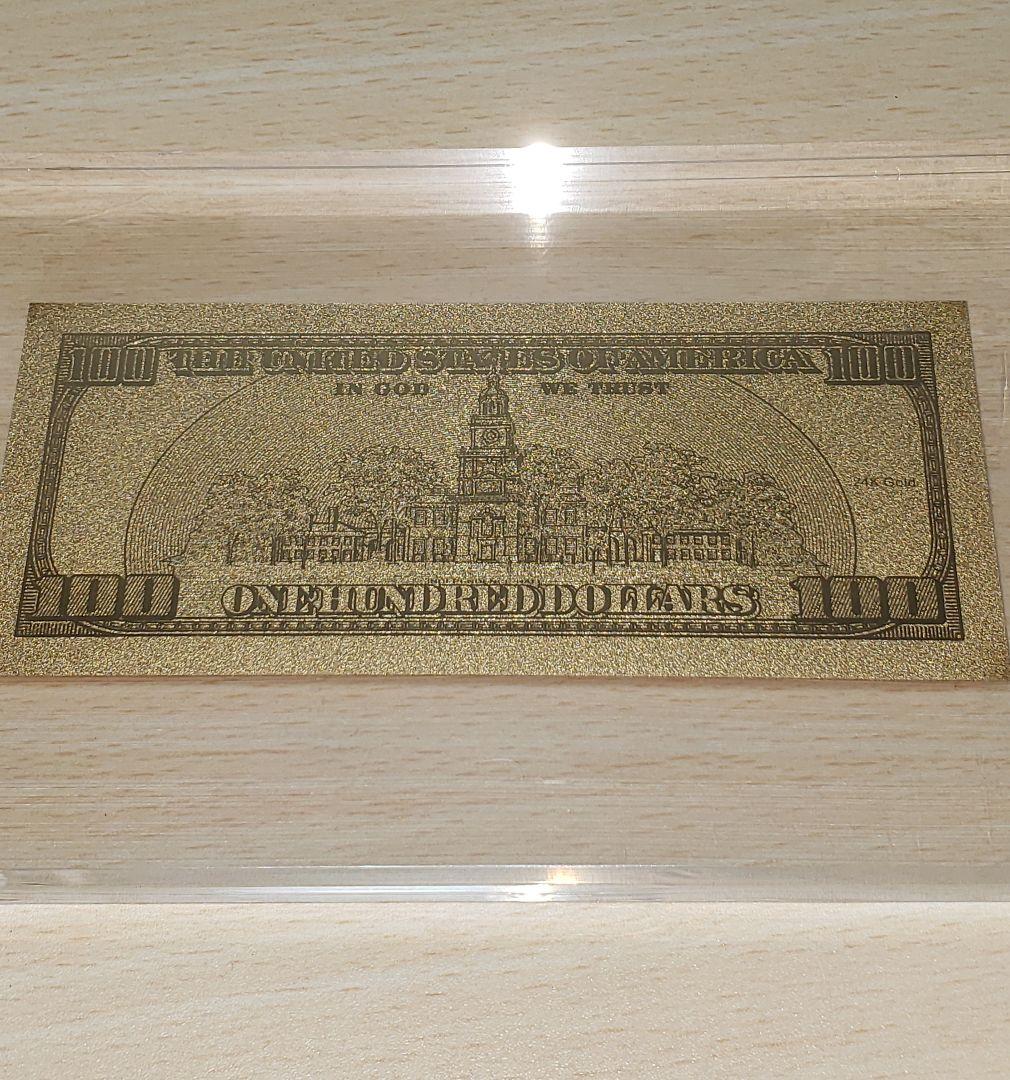 100 THE UNITED STATES OF AMERICA 100
IN GOD WE TRUST
24K Gold
100 ONE HUNDRED DOLLARS 100